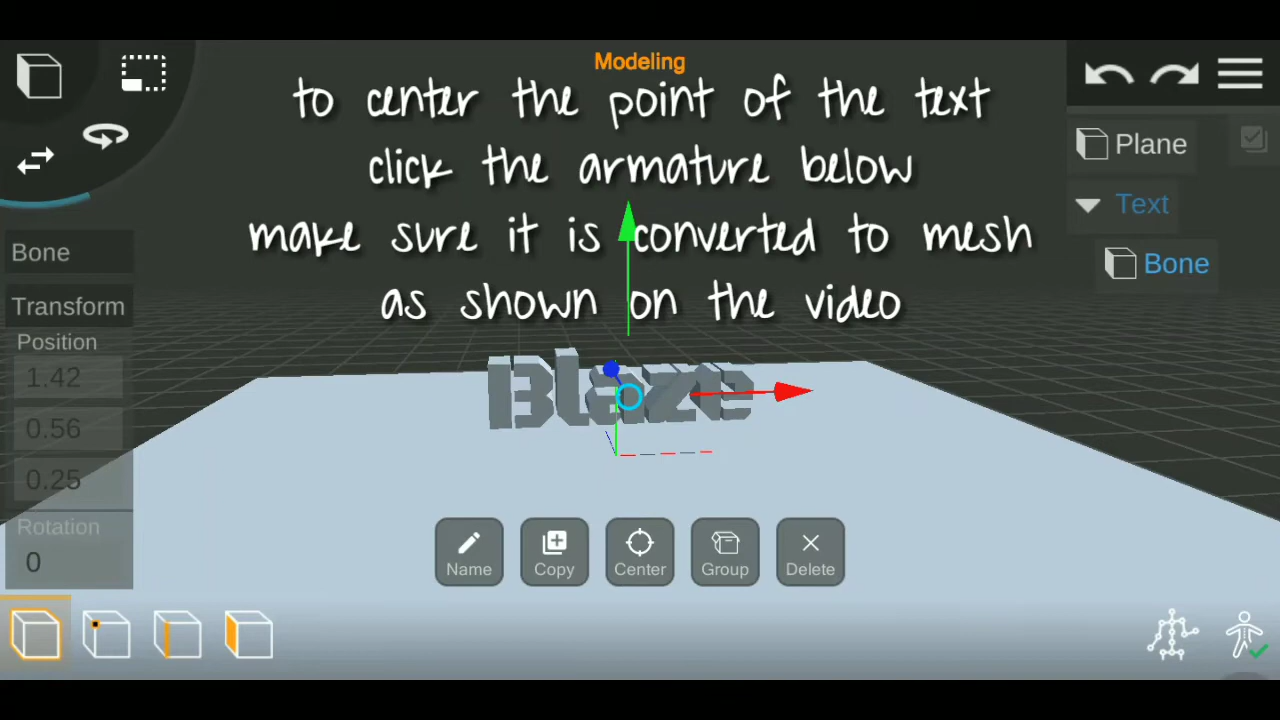 Modeling
to center the point of the text
click the armature below
make sure it is converted to mesh
as shown on the video
Plane
Text
Bone
Bone
Transform
Position
1.42
0.56
0.25
Rotation
0
Blaze
Name
Copy
Center
Group
Delete